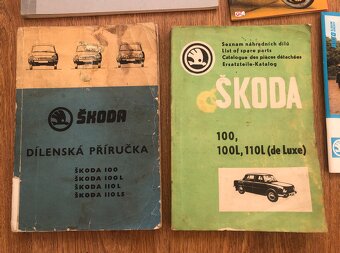 ŠKODA
DÍLENSKÁ PŘÍRUČKA
ŠKODA 100
ŠKODA 100 L
ŠKODA 110 L
ŠKODA 110 LS
Seznam náhradních dílů
List of spare parts
Catalogue des pièces détachées
Ersatzteile-Katalog
ŠKODA
100,
100L, 110L (de Luxe)